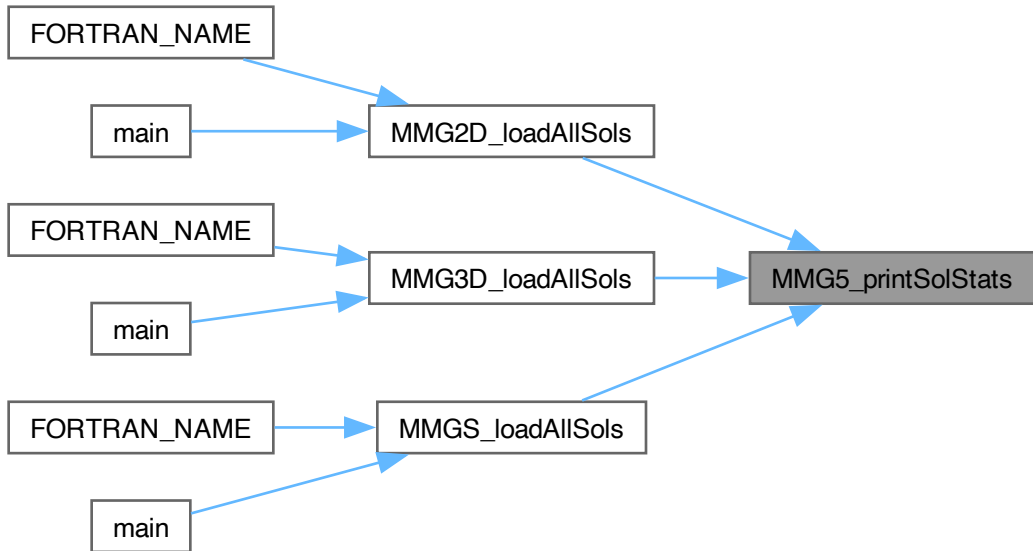 FORTRAN_NAME
main
MMG2D_loadAllSols
FORTRAN_NAME
main
MMG3D_loadAllSols
MMG5_printSolStats
FORTRAN_NAME
main
MMGS_loadAllSols